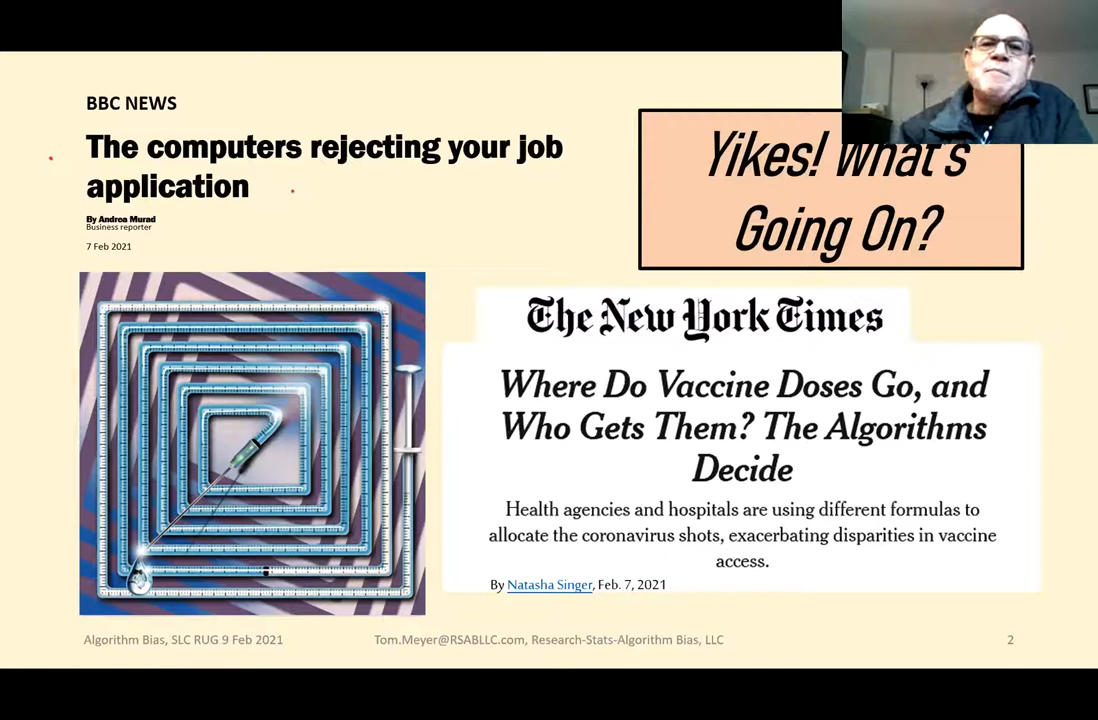 BBC NEWS
The computers rejecting your job
application
By Andrea Murad
Business reporter
7 Feb 2021
Yikes! What's
Going On?
The New York Times
Where Do Vaccine Doses Go, and
Who Gets Them? The Algorithms
Decide
Health agencies and hospitals are using different formulas to
allocate the coronavirus shots, exacerbating disparities in vaccine
access.
By Natasha Singer, Feb. 7, 2021
Algorithm Bias, SLC RUG 9 Feb 2021
Tom.Meyer@RSABLLC.com, Research-Stats-Algorithm Bias, LLC
2